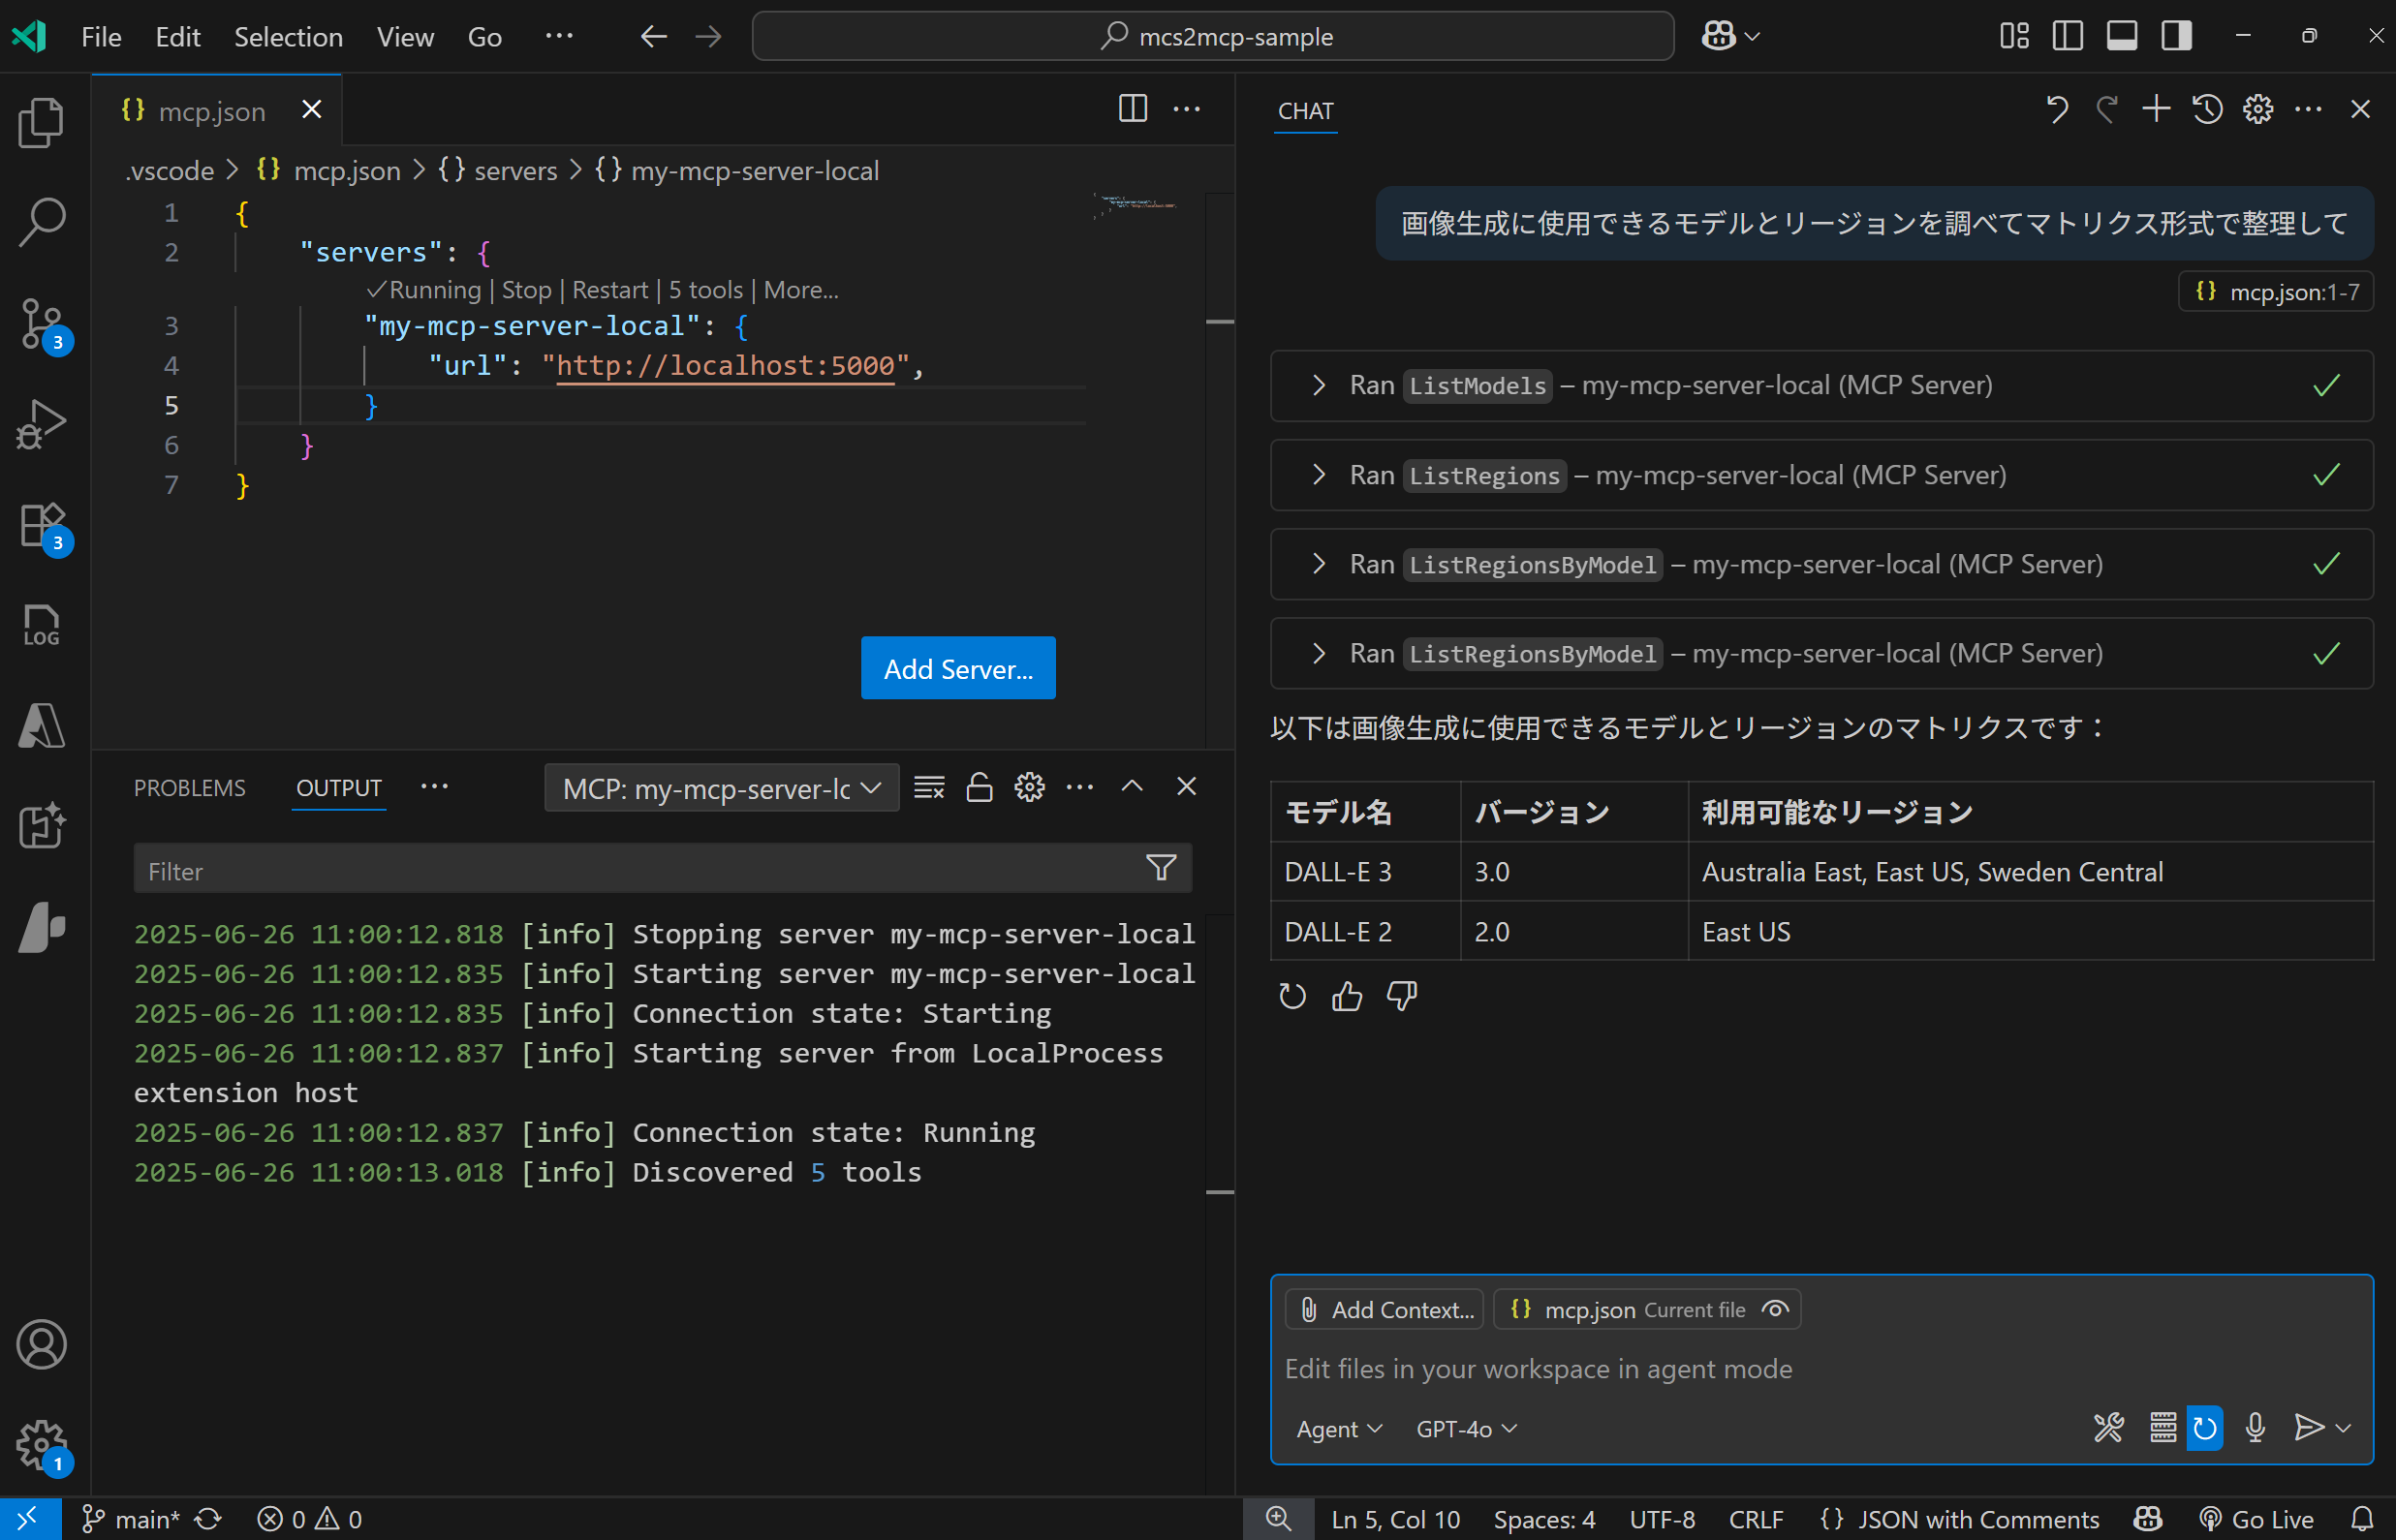 File Edit Selection View Go ...
mcs2mcp-sample
mcp.json
.vscode > {} mcp.json > {} servers > {} my-mcp-server-local
1 {
2 "servers": {
✓Running | Stop | Restart | 5 tools | More...
3 "my-mcp-server-local": {
4 "url": "http://localhost:5000",
5 }
6 }
7 }
Add Server...
3
3
LOG
1
PROBLEMS OUTPUT ...
MCP: my-mcp-server-lc
Filter
2025-06-26 11:00:12.818 [info] Stopping server my-mcp-server-local
2025-06-26 11:00:12.835 [info] Starting server my-mcp-server-local
2025-06-26 11:00:12.835 [info] Connection state: Starting
2025-06-26 11:00:12.837 [info] Starting server from LocalProcess
extension host
2025-06-26 11:00:12.837 [info] Connection state: Running
2025-06-26 11:00:13.018 [info] Discovered 5 tools
CHAT
画像生成に使用できるモデルとリージョンを調べてマトリクス形式で整理して
{} mcp.json:1-7
Ran ListModels – my-mcp-server-local (MCP Server)
Ran ListRegions – my-mcp-server-local (MCP Server)
Ran ListRegionsByModel – my-mcp-server-local (MCP Server)
Ran ListRegionsByModel – my-mcp-server-local (MCP Server)
以下は画像生成に使用できるモデルとリージョンのマトリクスです：
モデル名 バージョン 利用可能なリージョン
DALL-E 3 3.0 Australia East, East US, Sweden Central
DALL-E 2 2.0 East US
Add Context... {} mcp.json Current file
Edit files in your workspace in agent mode
Agent GPT-4o
main* 0 0
Ln 5, Col 10 Spaces: 4 UTF-8 CRLF {} JSON with Comments Go Live